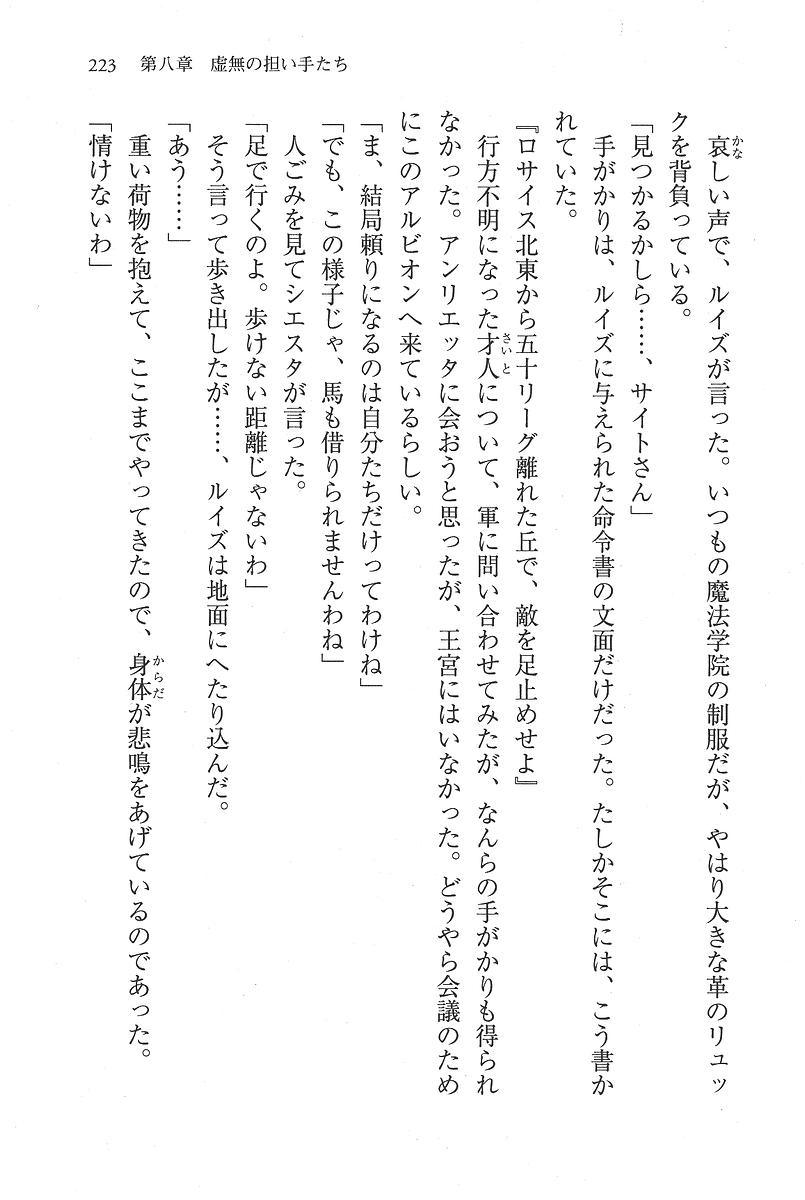 223　第八章　虚無の担い手たち
　哀しい声で、ルイズが言った。いつもの魔法学院の制服だが、やはり大きな革のリュッ
クを背負っている。
「見つかるかしら……、サイトさん」
　手がかりは、ルイズに与えられた命令書の文面だけだった。たしかそこには、こう書か
れていた。
『ロサイス北東から五十リーグ離れた丘で、敵を足止めせよ』
　行方不明になった才人について、軍に問い合わせてみたが、なんらの手がかりも得られ
なかった。アンリエッタに会おうと思ったが、王宮にはいなかった。どうやら会議のため
にこのアルビオンへ来ているらしい。
「ま、結局頼りになるのは自分たちだけってわけね」
「でも、この様子じゃ、馬も借りられませんわね」
　人ごみを見てシエスタが言った。
「足で行くのよ。歩けない距離じゃないわ」
　そう言って歩き出したが……、ルイズは地面にへたり込んだ。
「あう……」
　重い荷物を抱えて、ここまでやってきたので、身体が悲鳴をあげているのであった。
「情けないわ」
かな
さいと
からだ